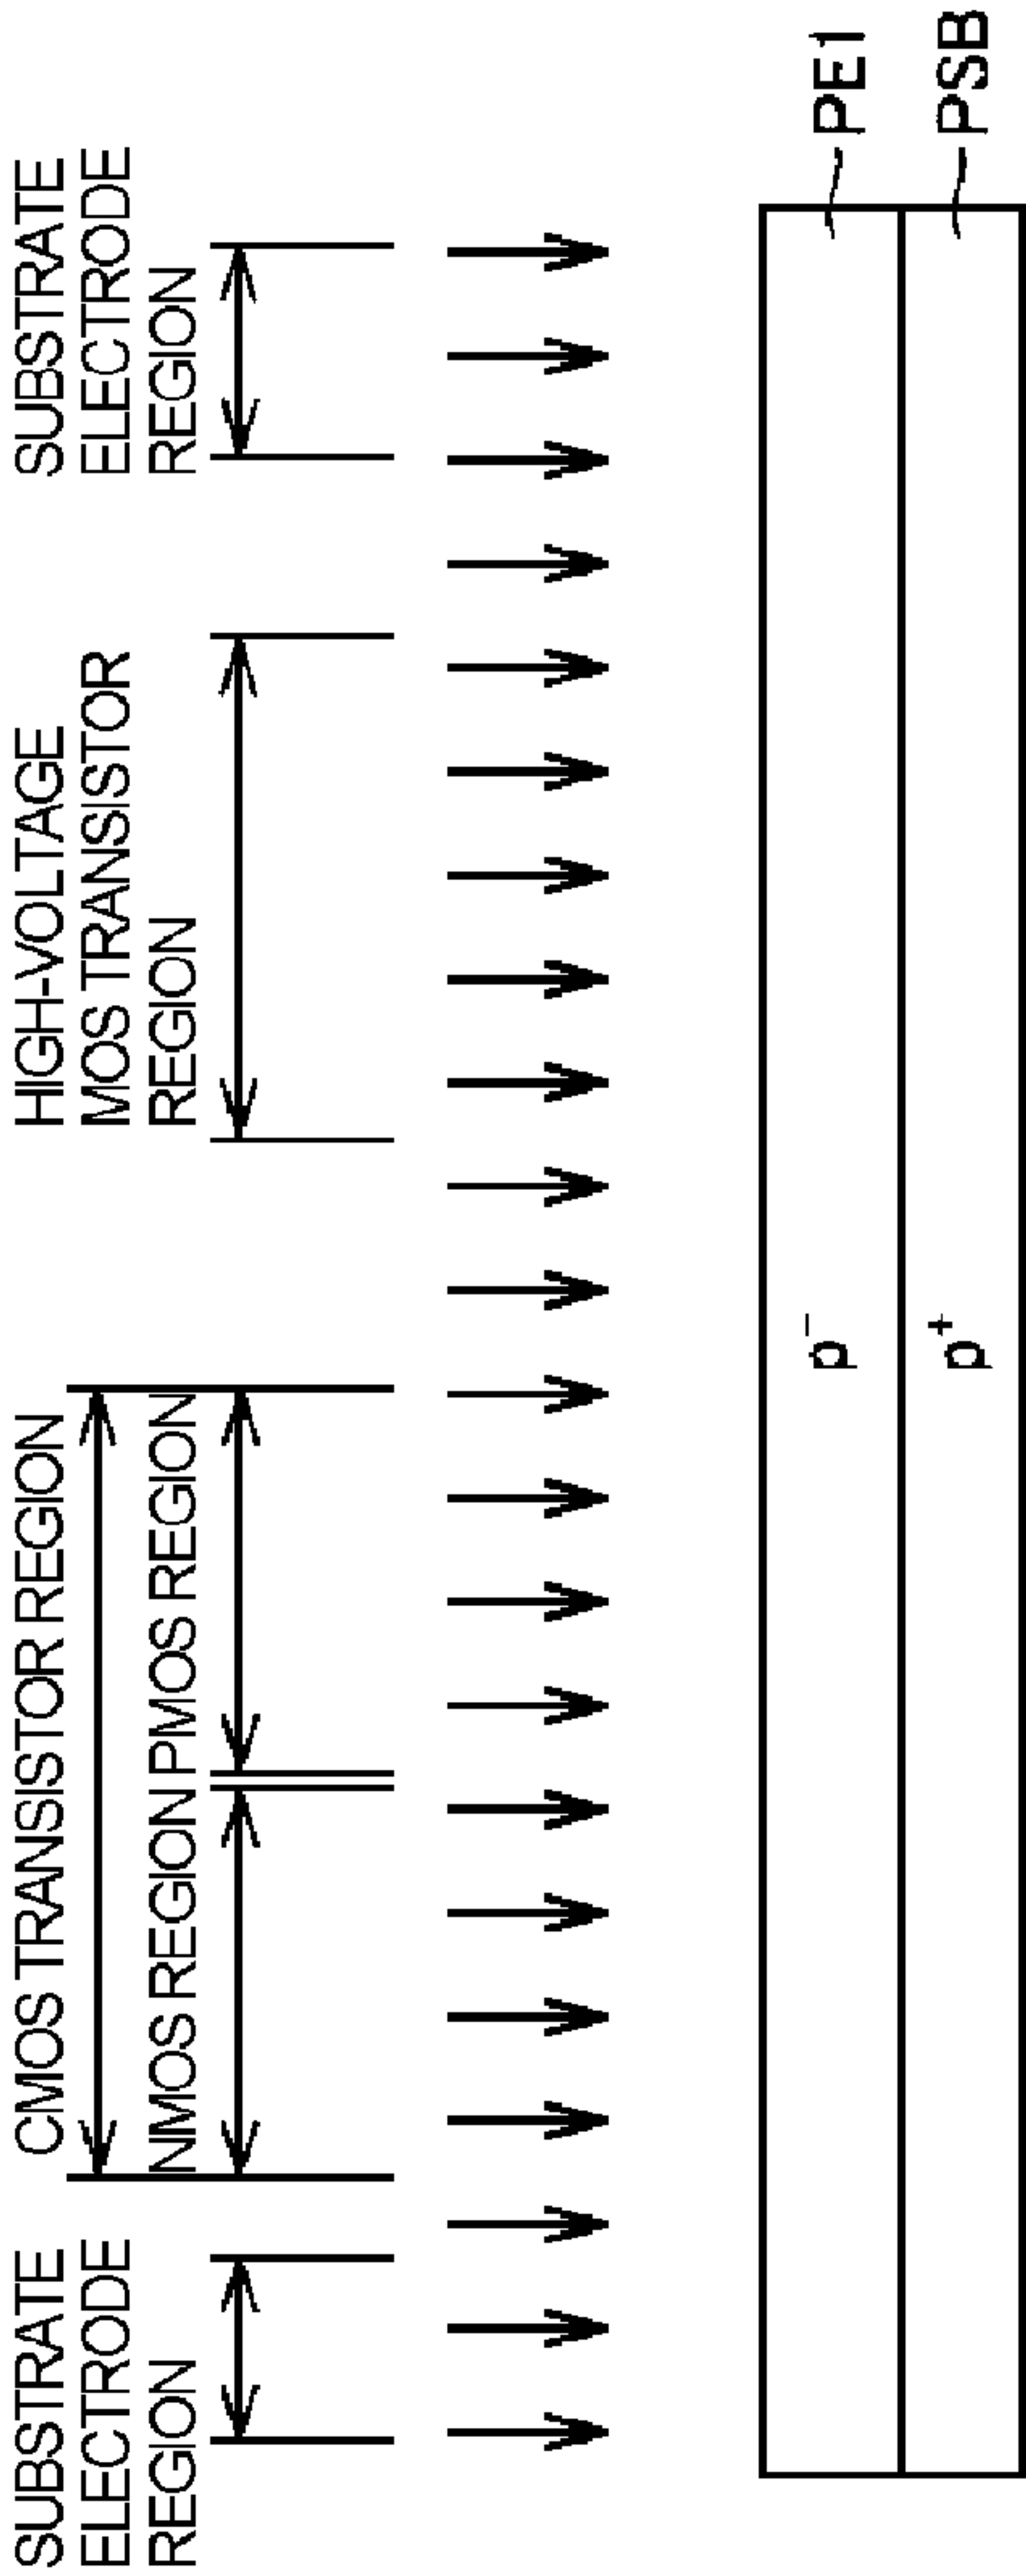 SUBSTRATE
ELECTRODE
REGION
CMOS TRANSISTOR REGION
NMOS REGION
PMOS REGION
HIGH-VOLTAGE
MOS TRANSISTOR
REGION
SUBSTRATE
ELECTRODE
REGION
p⁻
PE1
p⁺
PSB